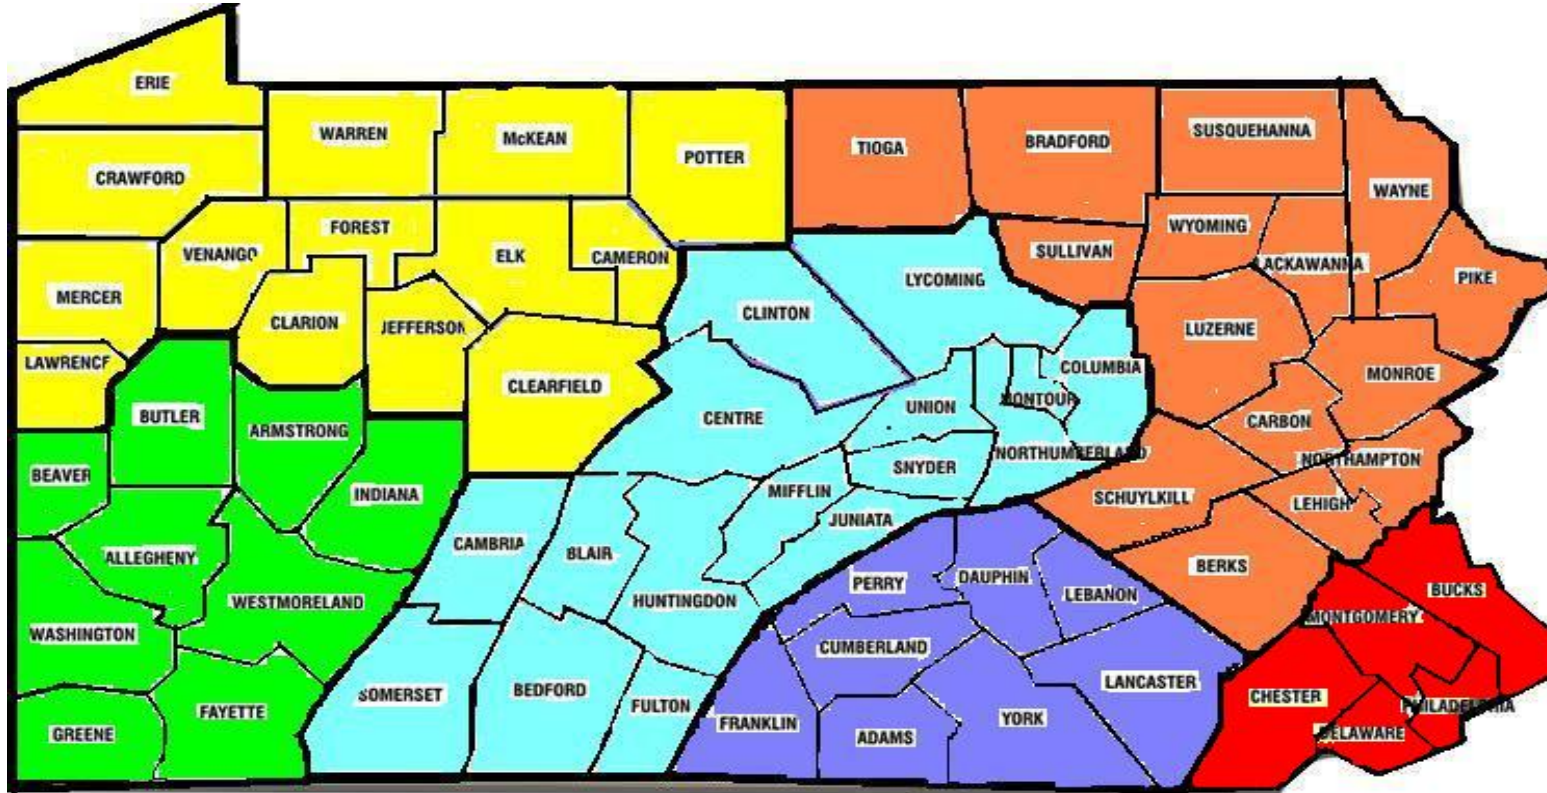 ERIE
WARREN
McKEAN
POTTER
TIOGA
BRADFORD
SUSQUEHANNA
WAYNE
CRAWFORD
VENANGO
FOREST
ELK
CAMERON
LYCOMING
SULLIVAN
WYOMING
LACKAWANNA
PIKE
MERCER
CLARION
JEFFERSON
CLINTON
LUZERNE
LAWRENCE
CLEARFIELD
COLUMBIA
MONROE
BUTLER
ARMSTRONG
CENTRE
UNION
MONTOUR
CARBON
BEAVER
INDIANA
MIFFLIN
SNYDER
NORTHUMBERLAND
SCHUYLKILL
NORTHAMPTON
LEHIGH
ALLEGHENY
CAMBRIA
BLAIR
JUNIATA
BERKS
WESTMORELAND
HUNTINGDON
PERRY
DAUPHIN
LEBANON
BUCKS
MONTGOMERY
WASHINGTON
CUMBERLAND
SOMERSET
BEDFORD
FULTON
LANCASTER
CHESTER
PHILADELPHIA
GREENE
FAYETTE
FRANKLIN
ADAMS
YORK
DELAWARE